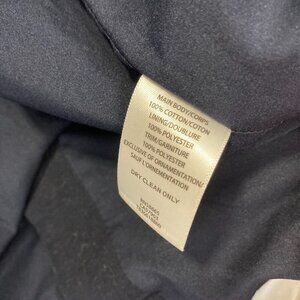 MAIN BODY/CORPS
100% COTTON/COTON
LINING/DOUBLURE
100% POLYESTER
TRIM/GARNITURE
100% POLYESTER
EXCLUSIVE OF ORNAMENTATION/
SAUF L'ORNEMENTATION
DRY CLEAN ONLY